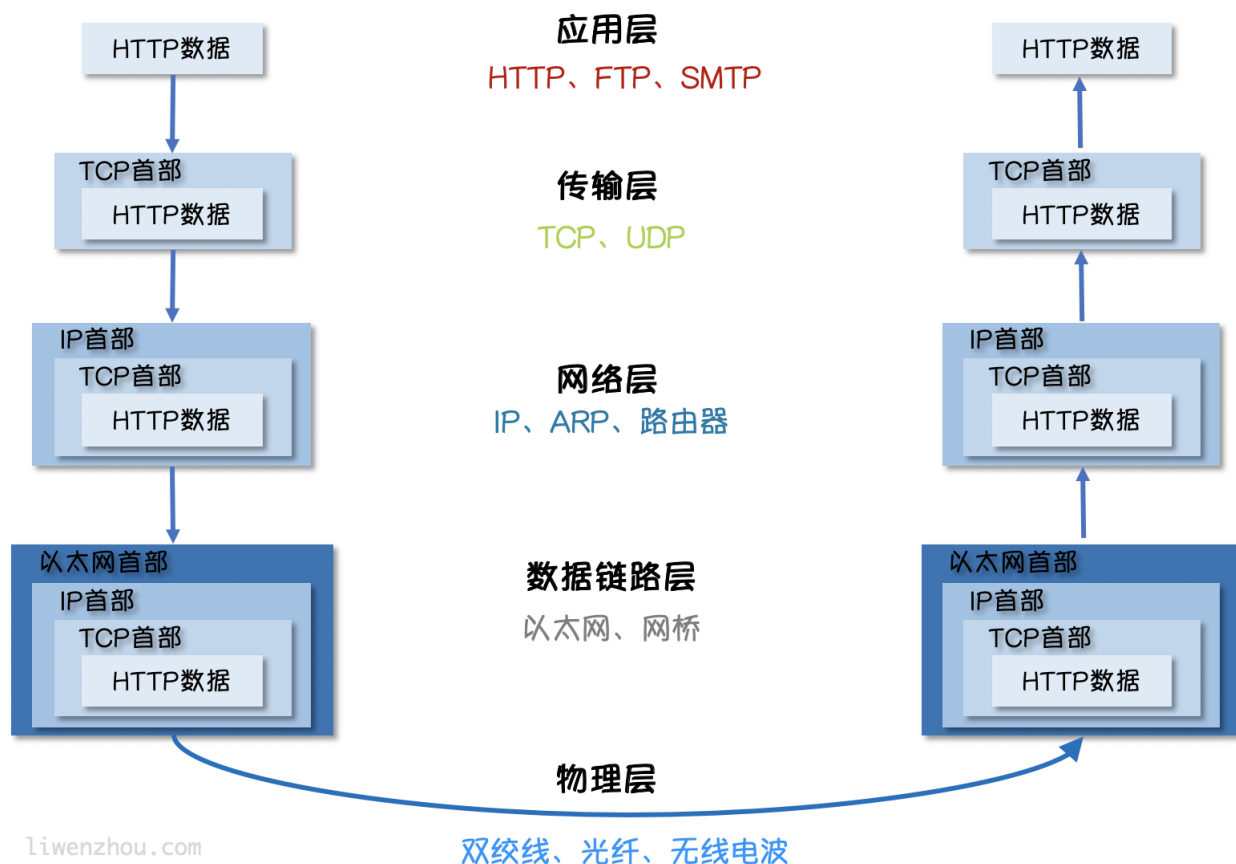 应用层
HTTP、FTP、SMTP
HTTP数据
HTTP数据
TCP首部
HTTP数据
传输层
TCP、UDP
TCP首部
HTTP数据
IP首部
TCP首部
HTTP数据
网络层
IP、ARP、路由器
IP首部
TCP首部
HTTP数据
以太网首部
IP首部
TCP首部
HTTP数据
数据链路层
以太网、网桥
以太网首部
IP首部
TCP首部
HTTP数据
物理层
双绞线、光纤、无线电波
liwenzhou.com